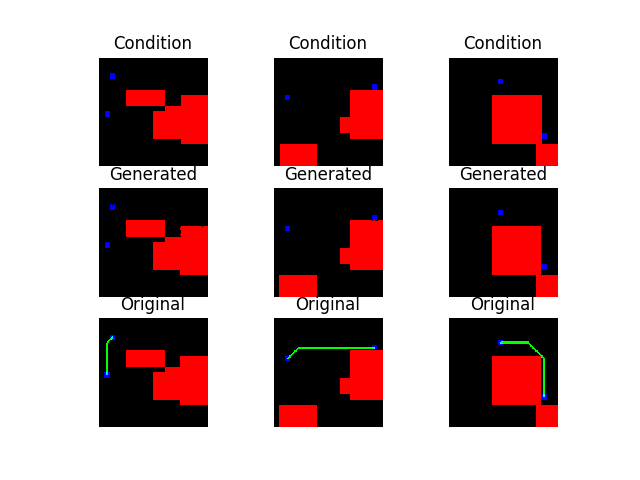 Condition Condition Condition
Generated Generated Generated
Original Original Original